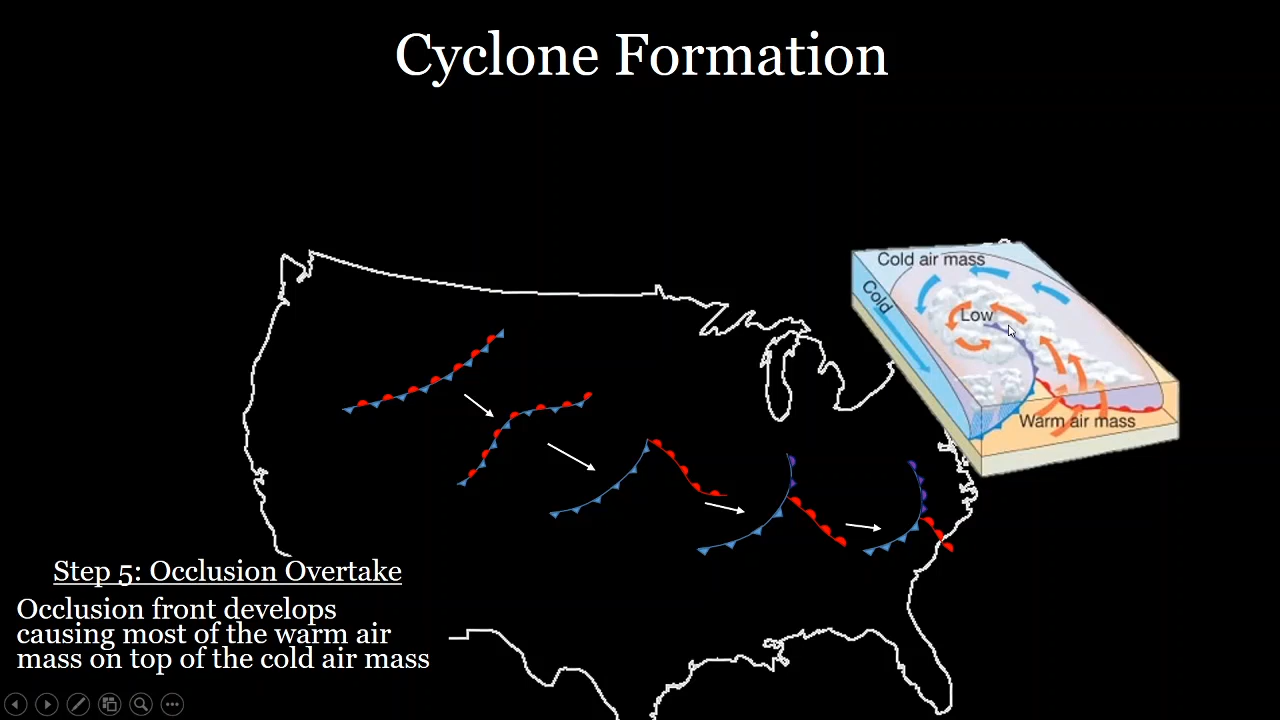 Cyclone Formation
Cold air mass
Cold
Low
Warm air mass
Step 5: Occlusion Overtake
Occlusion front develops
causing most of the warm air
mass on top of the cold air mass